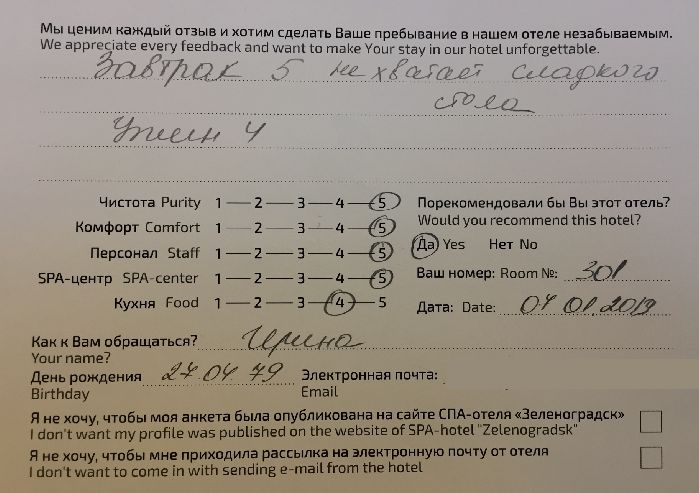 Мы ценим каждый отзыв и хотим сделать Ваше пребывание в нашем отеле незабываемым.
We appreciate every feedback and want to make Your stay in our hotel unforgettable.
Завтрак 5 не хватает сладкого
стола
Ужин 4
Чистота Purity 1 — 2 — 3 — 4 — 5
Комфорт Comfort 1 — 2 — 3 — 4 — 5
Персонал Staff 1 — 2 — 3 — 4 — 5
SPA-центр SPA-center 1 — 2 — 3 — 4 — 5
Кухня Food 1 — 2 — 3 — 4 — 5
Порекомендовали бы Вы этот отель?
Would you recommend this hotel?
Да Yes Нет No
Ваш номер: Room №: 301
Дата: Date: 04 01.2019
Как к Вам обращаться? Ирина
Your name?
День рождения 27.04.79 Электронная почта:
Birthday Email
Я не хочу, чтобы моя анкета была опубликована на сайте СПА-отеля «Зеленоградск»
I don't want my profile was published on the website of SPA-hotel "Zelenogradsk"
Я не хочу, чтобы мне приходила рассылка на электронную почту от отеля
I don't want to come in with sending e-mail from the hotel